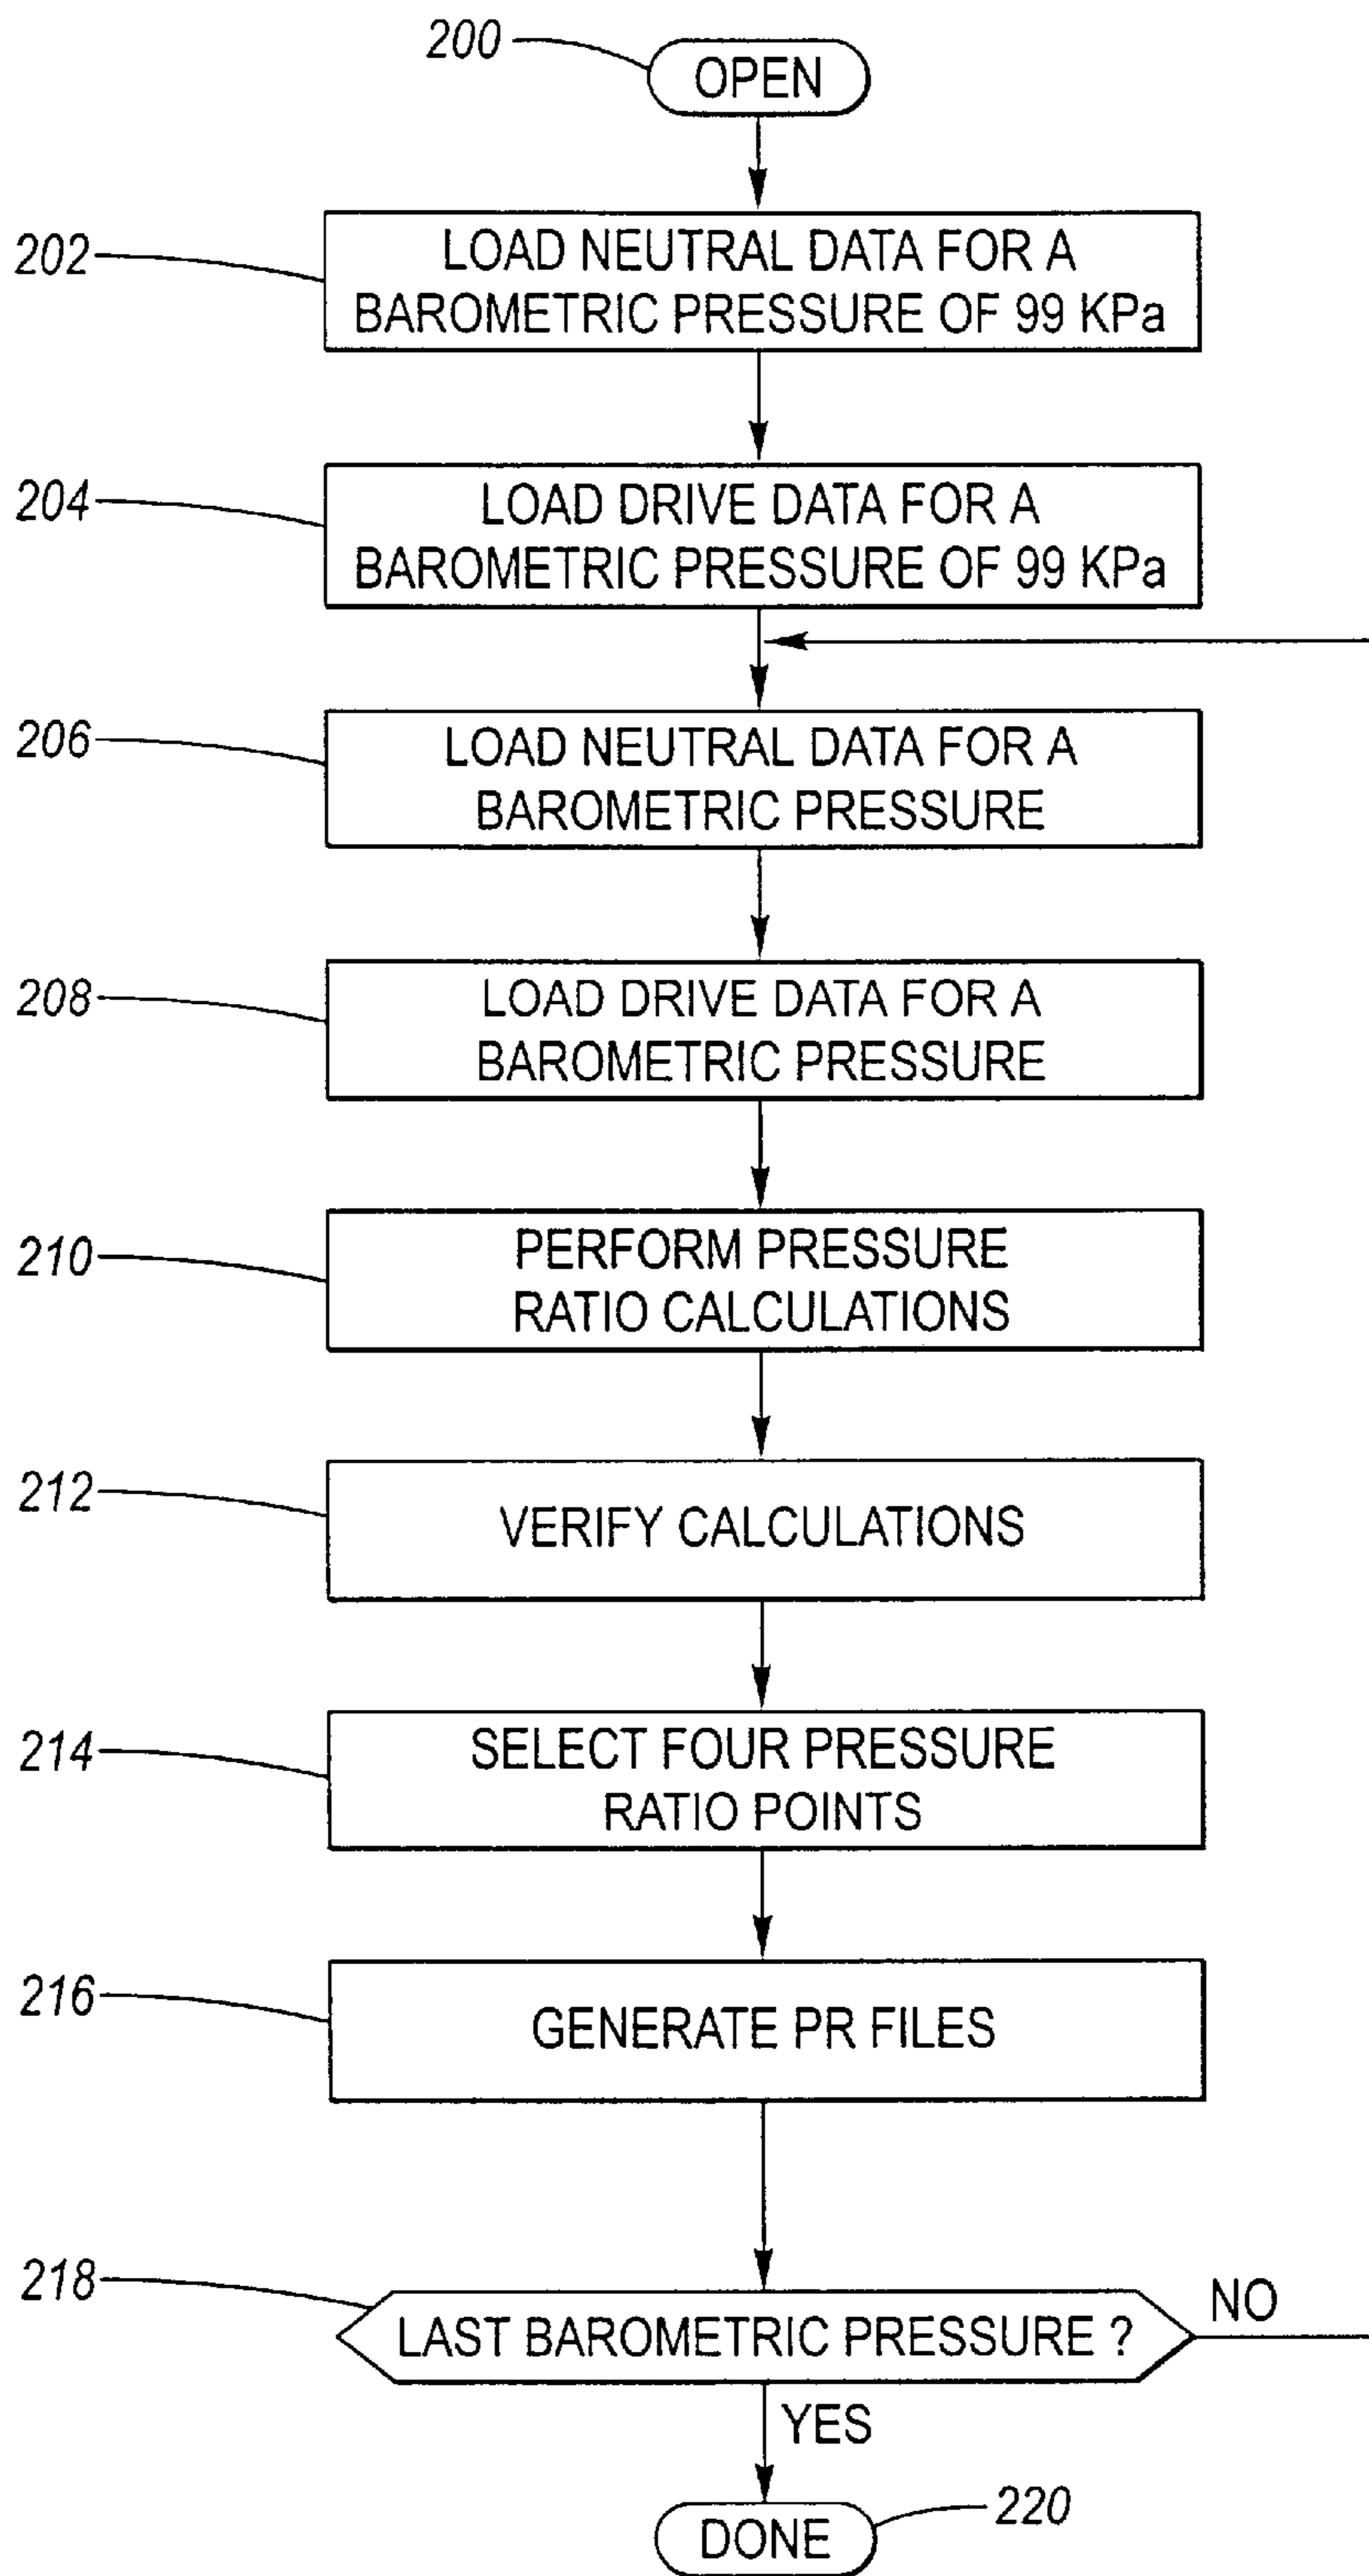 200
OPEN
202
LOAD NEUTRAL DATA FOR A
BAROMETRIC PRESSURE OF 99 KPa
204
LOAD DRIVE DATA FOR A
BAROMETRIC PRESSURE OF 99 KPa
206
LOAD NEUTRAL DATA FOR A
BAROMETRIC PRESSURE
208
LOAD DRIVE DATA FOR A
BAROMETRIC PRESSURE
210
PERFORM PRESSURE
RATIO CALCULATIONS
212
VERIFY CALCULATIONS
214
SELECT FOUR PRESSURE
RATIO POINTS
216
GENERATE PR FILES
218
LAST BAROMETRIC PRESSURE ?
NO
YES
DONE
220